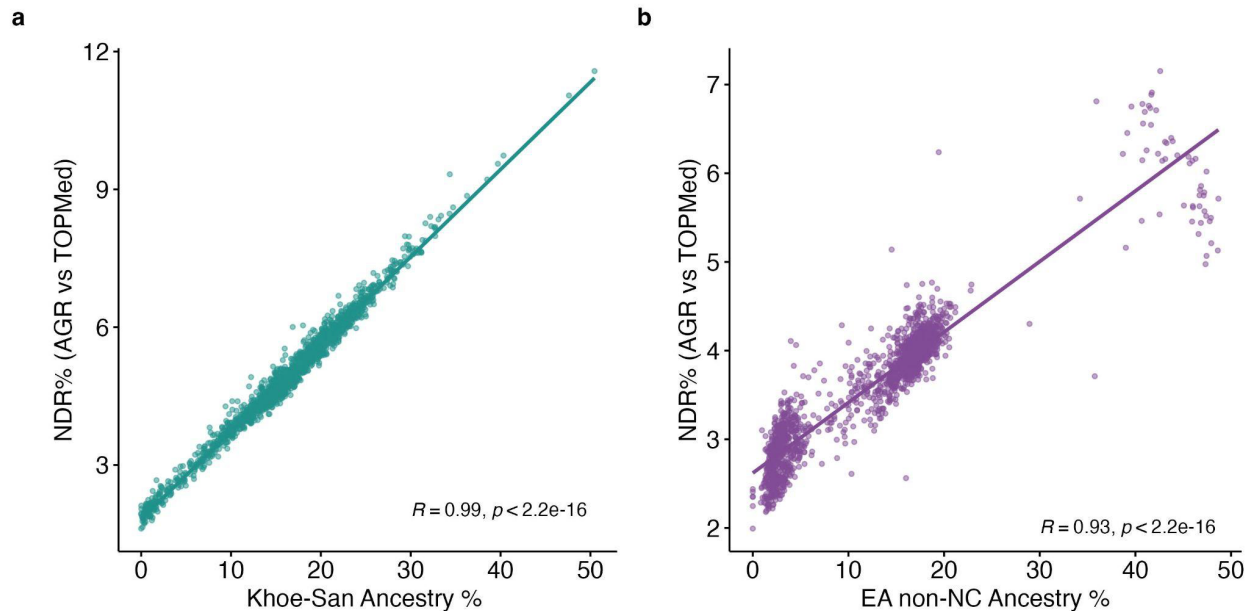 a
12
9
6
3
NDR% (AGR vs TOPMed)
R = 0.99, p < 2.2e-16
0 10 20 30 40 50
Khoe-San Ancestry %
b
7
6
5
4
3
2
NDR% (AGR vs TOPMed)
R = 0.93, p < 2.2e-16
0 10 20 30 40 50
EA non-NC Ancestry %